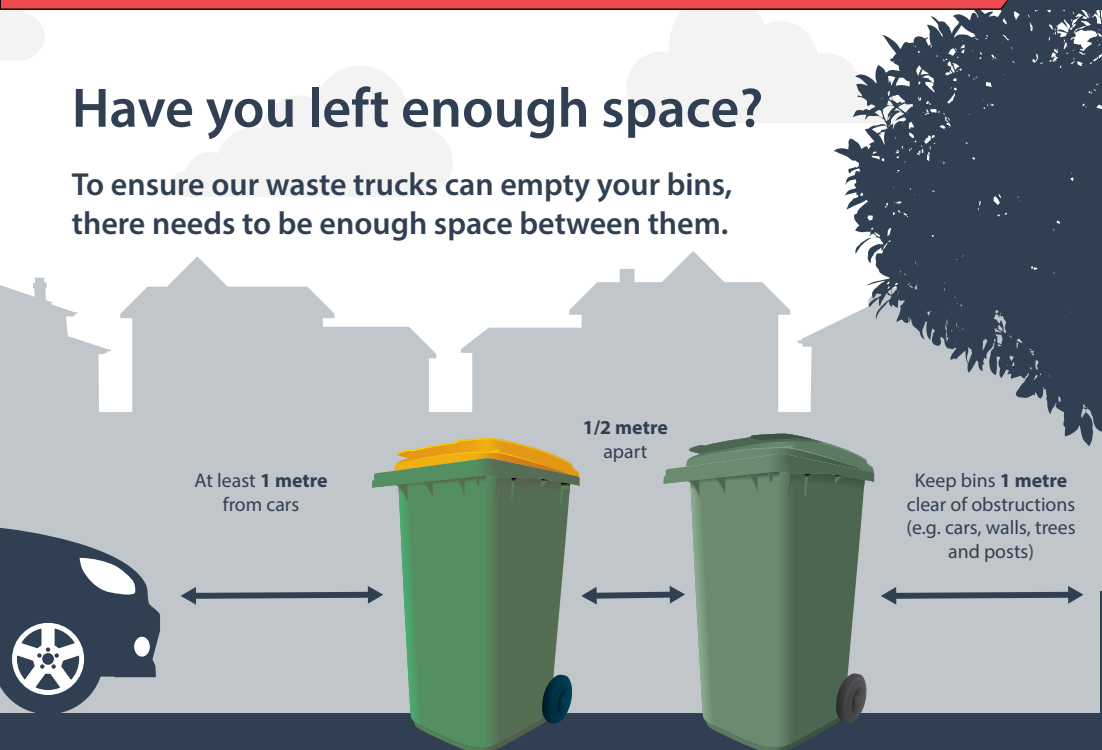 Have you left enough space?
To ensure our waste trucks can empty your bins,
there needs to be enough space between them.
1/2 metre
apart
At least 1 metre
from cars
Keep bins 1 metre
clear of obstructions
(e.g. cars, walls, trees
and posts)